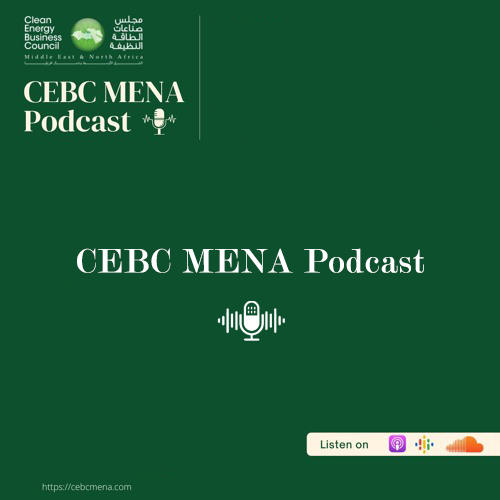 Clean
Energy
Business
Council
مجلس
صناعات
الطاقة
النظيفة
Middle East & North Africa
CEBC MENA
Podcast
CEBC MENA Podcast
Listen on
https://cebcmena.com